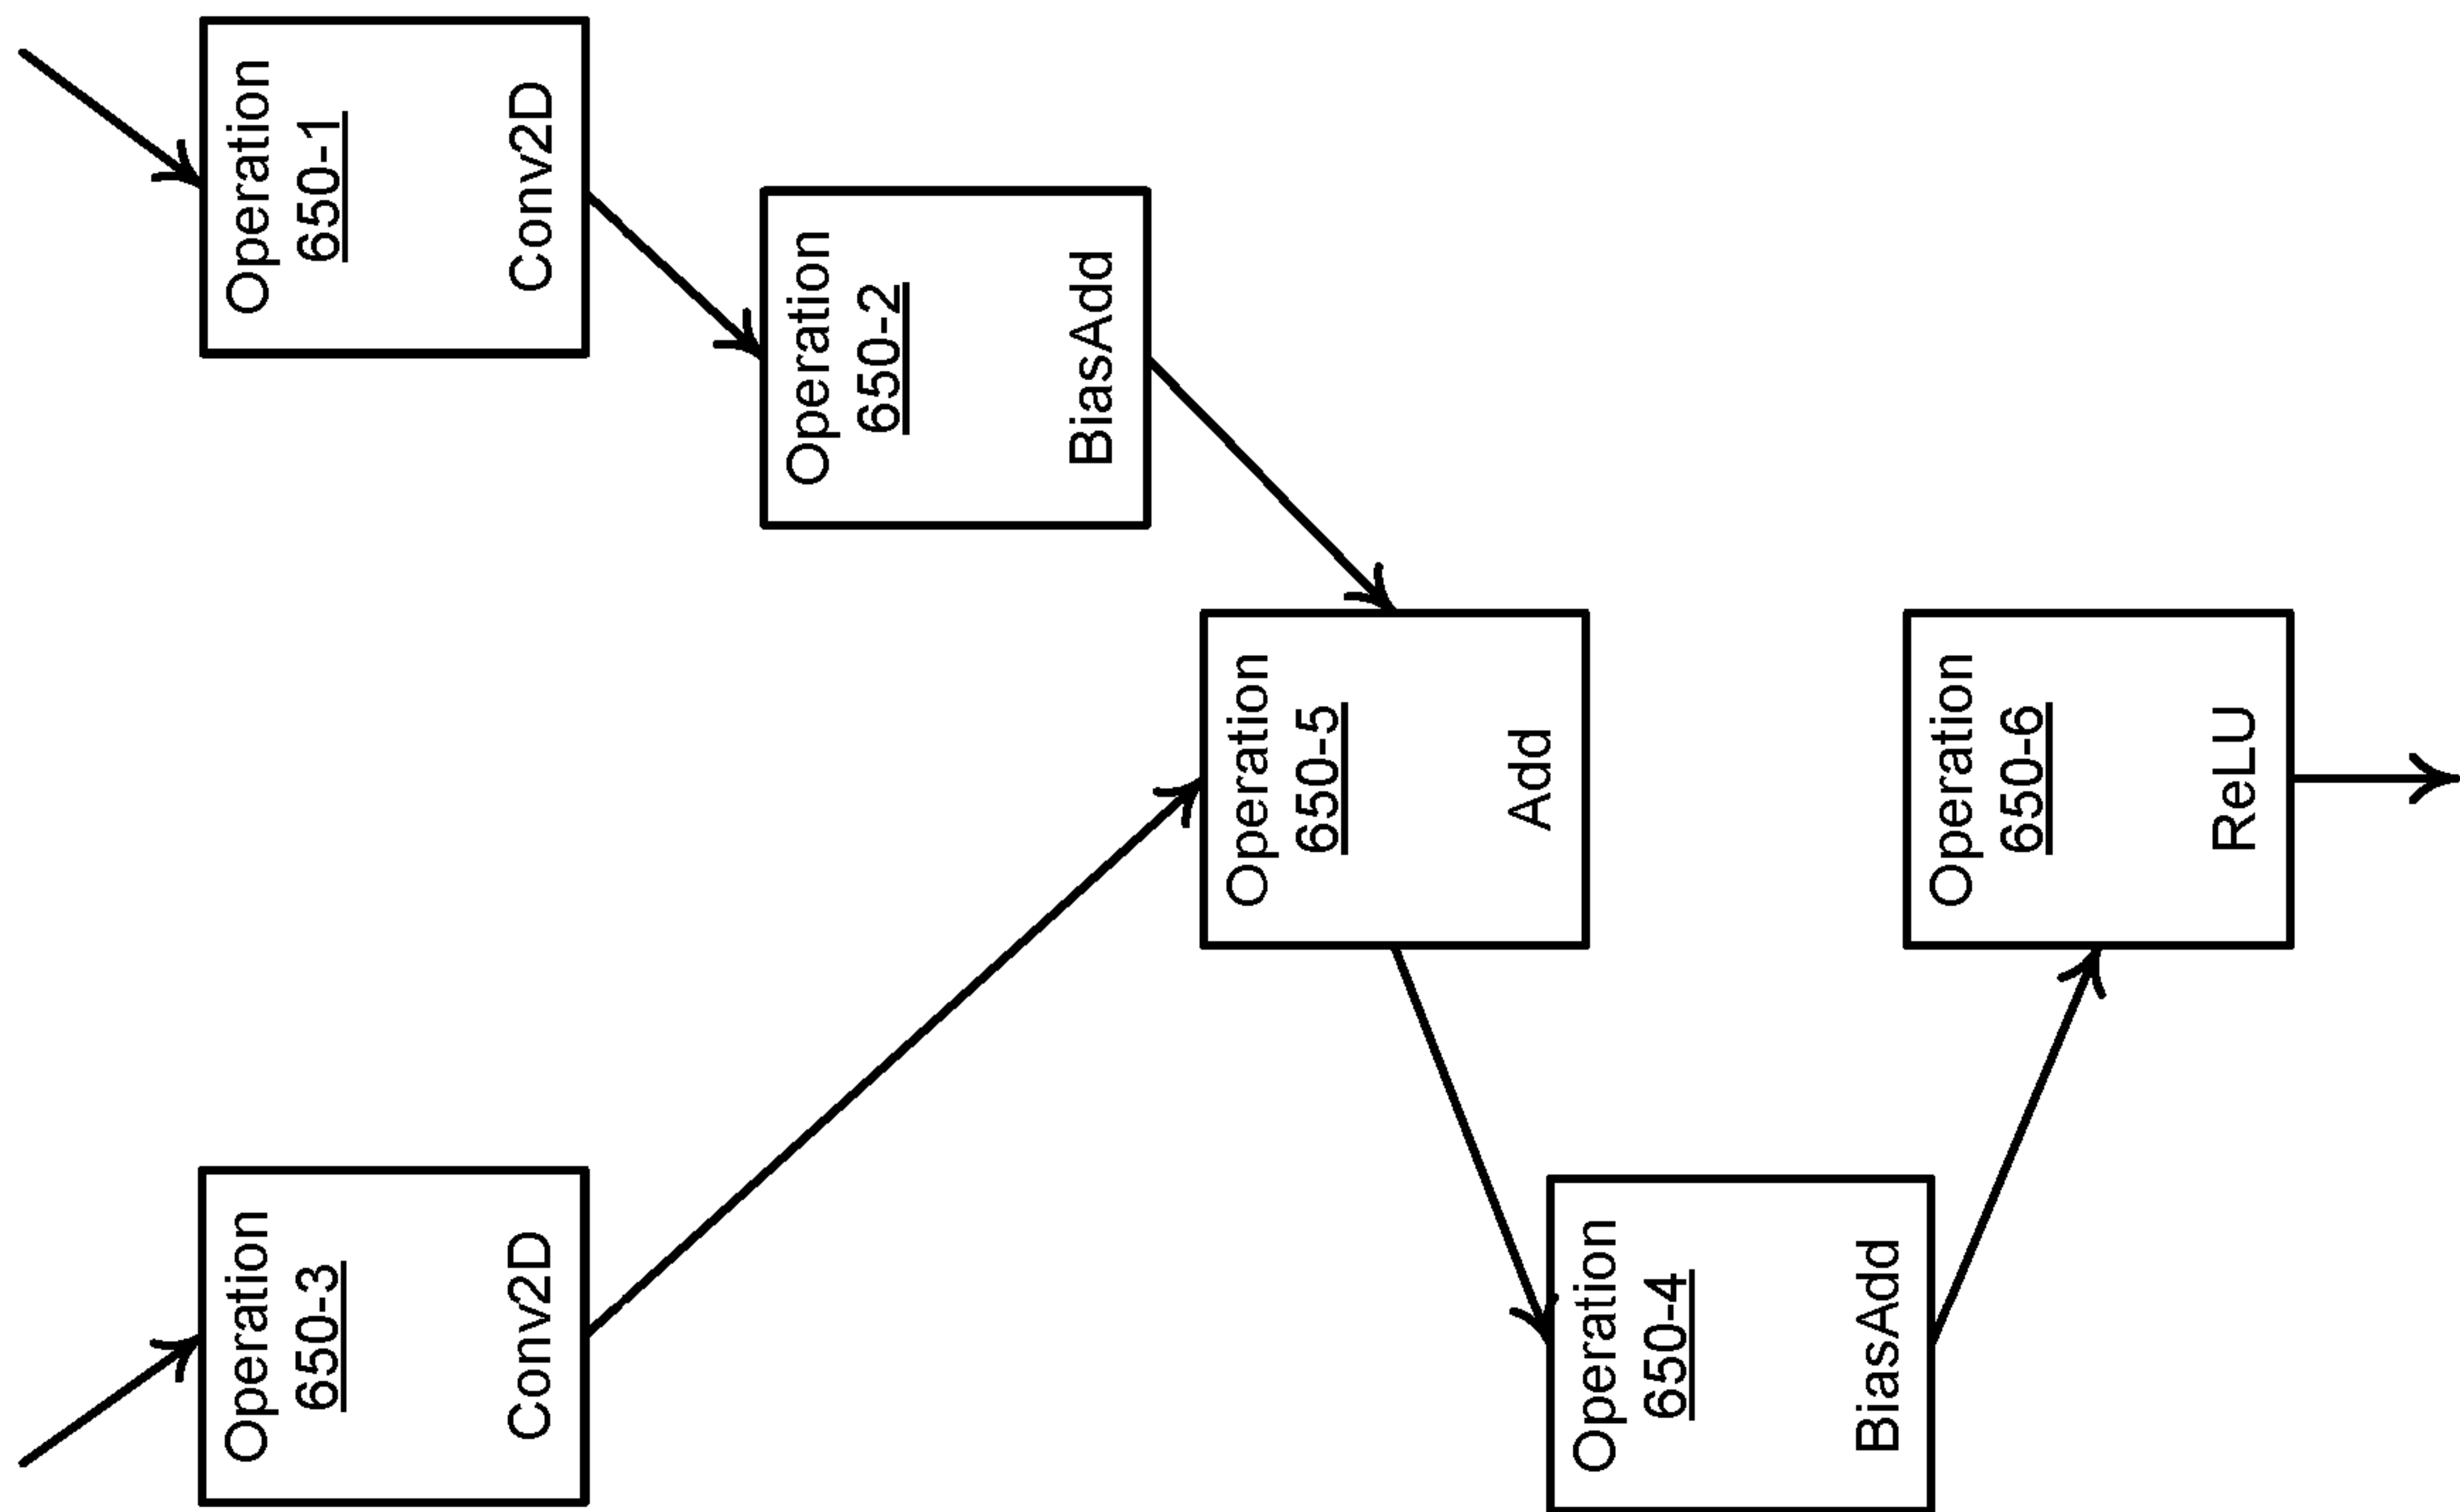 Operation
650-3
Conv2D
Operation
650-1
Conv2D
Operation
650-2
BiasAdd
Operation
650-5
Add
Operation
650-4
BiasAdd
Operation
650-6
ReLU